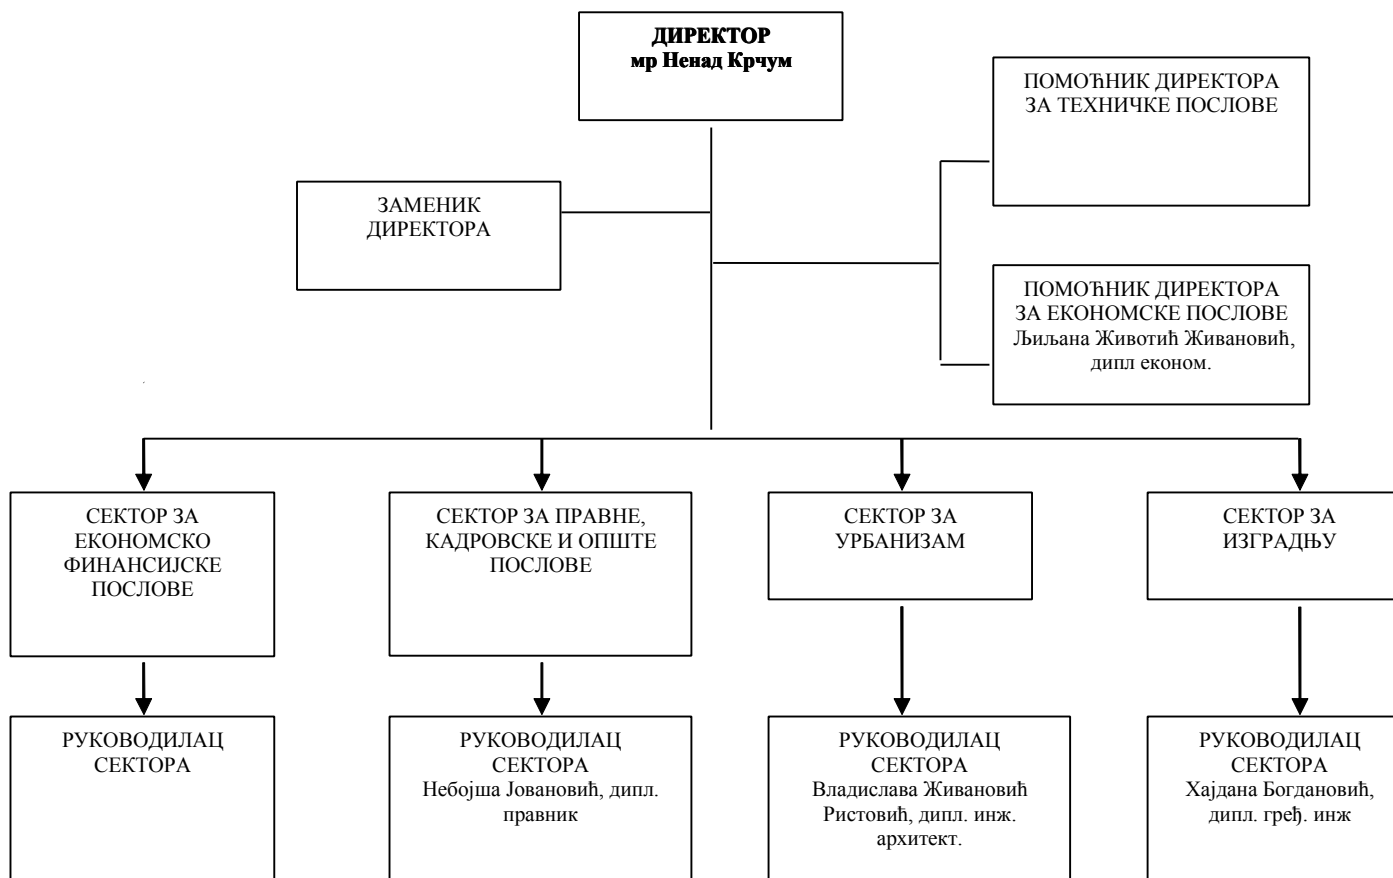 ДИРЕКТОР
мр Ненад Крчум
ПОМОЋНИК ДИРЕКТОРА
ЗА ТЕХНИЧКЕ ПОСЛОВЕ
ЗАМЕНИК
ДИРЕКТОРА
ПОМОЋНИК ДИРЕКТОРА
ЗА ЕКОНОМСКЕ ПОСЛОВЕ
Љиљана Животић Живановић,
дипл економ.
СЕКТОР ЗА
ЕКОНОМСКО
ФИНАНСИЈСКЕ
ПОСЛОВЕ
СЕКТОР ЗА ПРАВНЕ,
КАДРОВСКЕ И ОПШТЕ
ПОСЛОВЕ
СЕКТОР ЗА
УРБАНИЗАМ
СЕКТОР ЗА
ИЗГРАДЊУ
РУКОВОДИЛАЦ
СЕКТОРА
РУКОВОДИЛАЦ
СЕКТОРА
Небојша Јовановић, дипл.
правник
РУКОВОДИЛАЦ
СЕКТОРА
Владислава Живановић
Ристовић, дипл. инж.
архитект.
РУКОВОДИЛАЦ
СЕКТОРА
Хајдана Богдановић,
дипл. гређ. инж